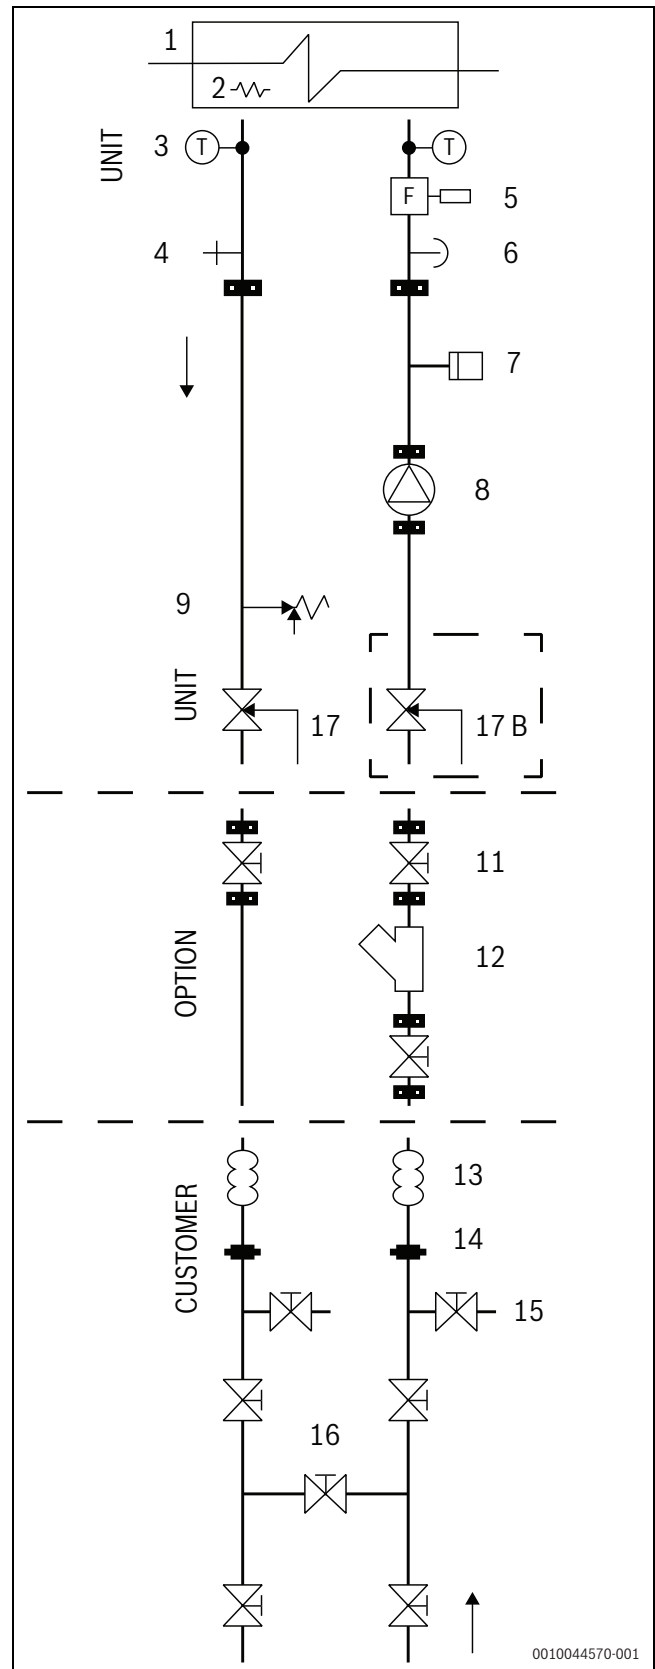 1
2
UNIT
3 T
T
F 5
4
6
7
8
9
UNIT
17
17 B
11
OPTION
12
CUSTOMER
13
14
15
16
0010044570-001